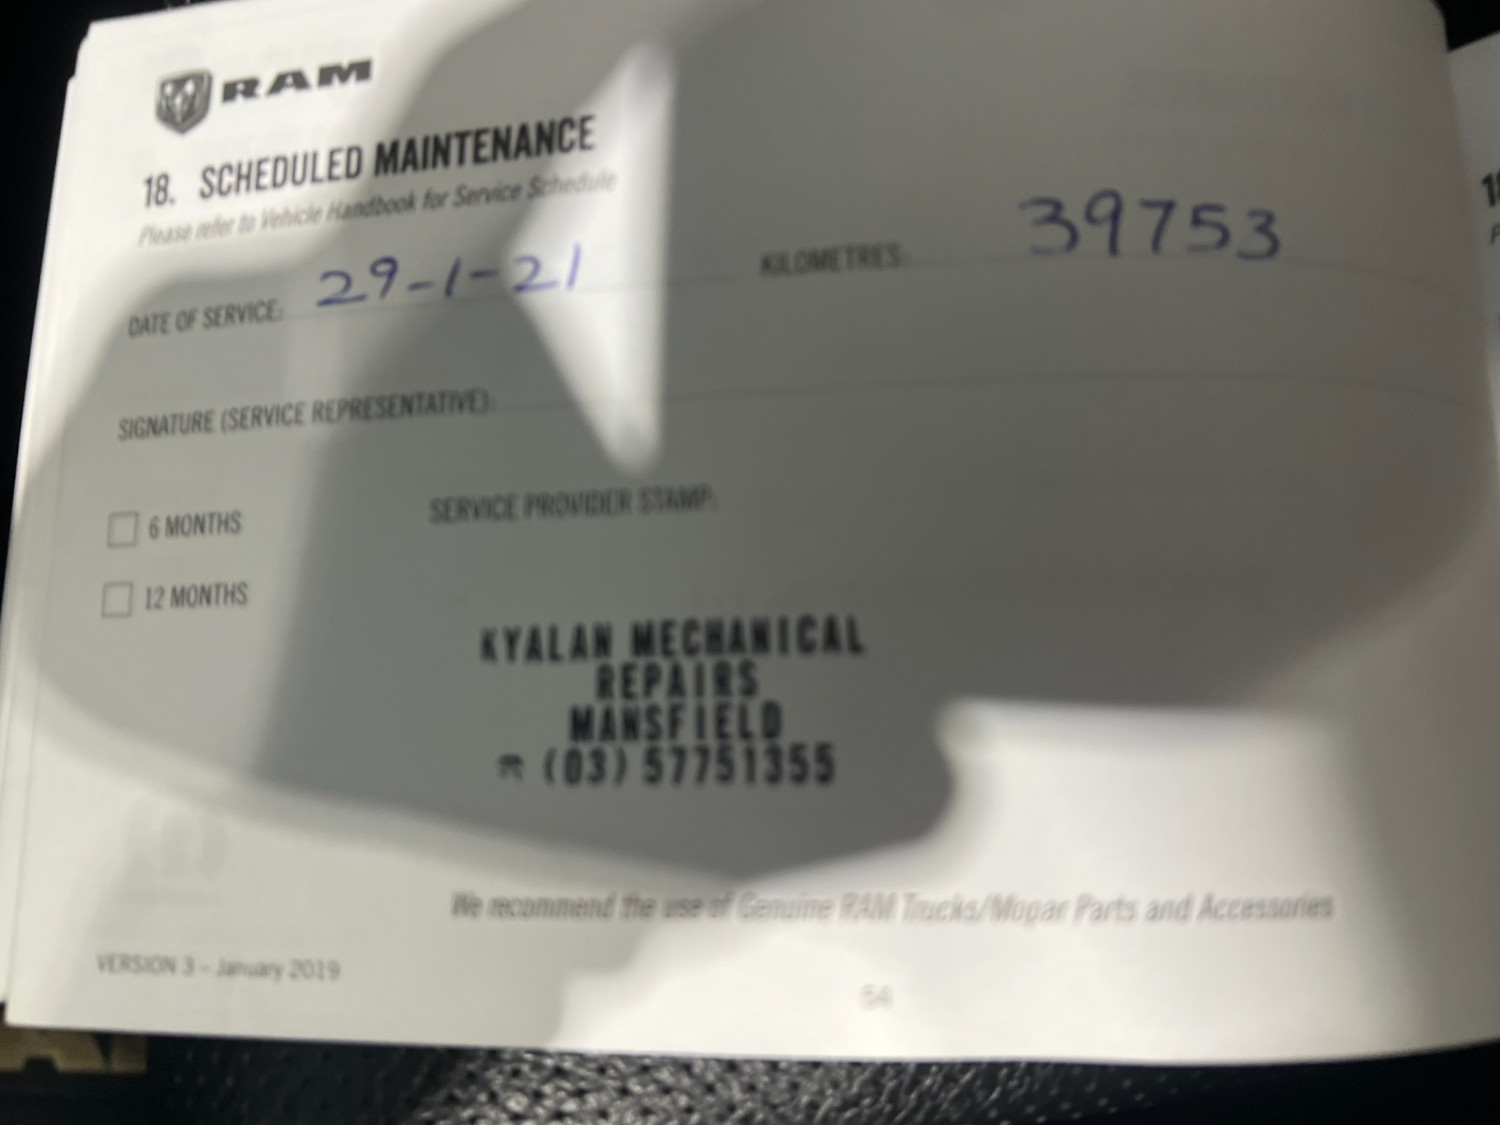 RAM
18. SCHEDULED MAINTENANCE
Please refer to Vehicle Handbook for Service Schedule
DATE OF SERVICE: 29-1-21
KILOMETRES: 39753
SIGNATURE (SERVICE REPRESENTATIVE):
6 MONTHS
SERVICE PROVIDER STAMP:
12 MONTHS
KYALAN MECHANICAL
REPAIRS
MANSFIELD
☎ (03) 57751355
We recommend the use of Genuine RAM Trucks/Mopar Parts and Accessories
VERSION 3 – January 2019
54